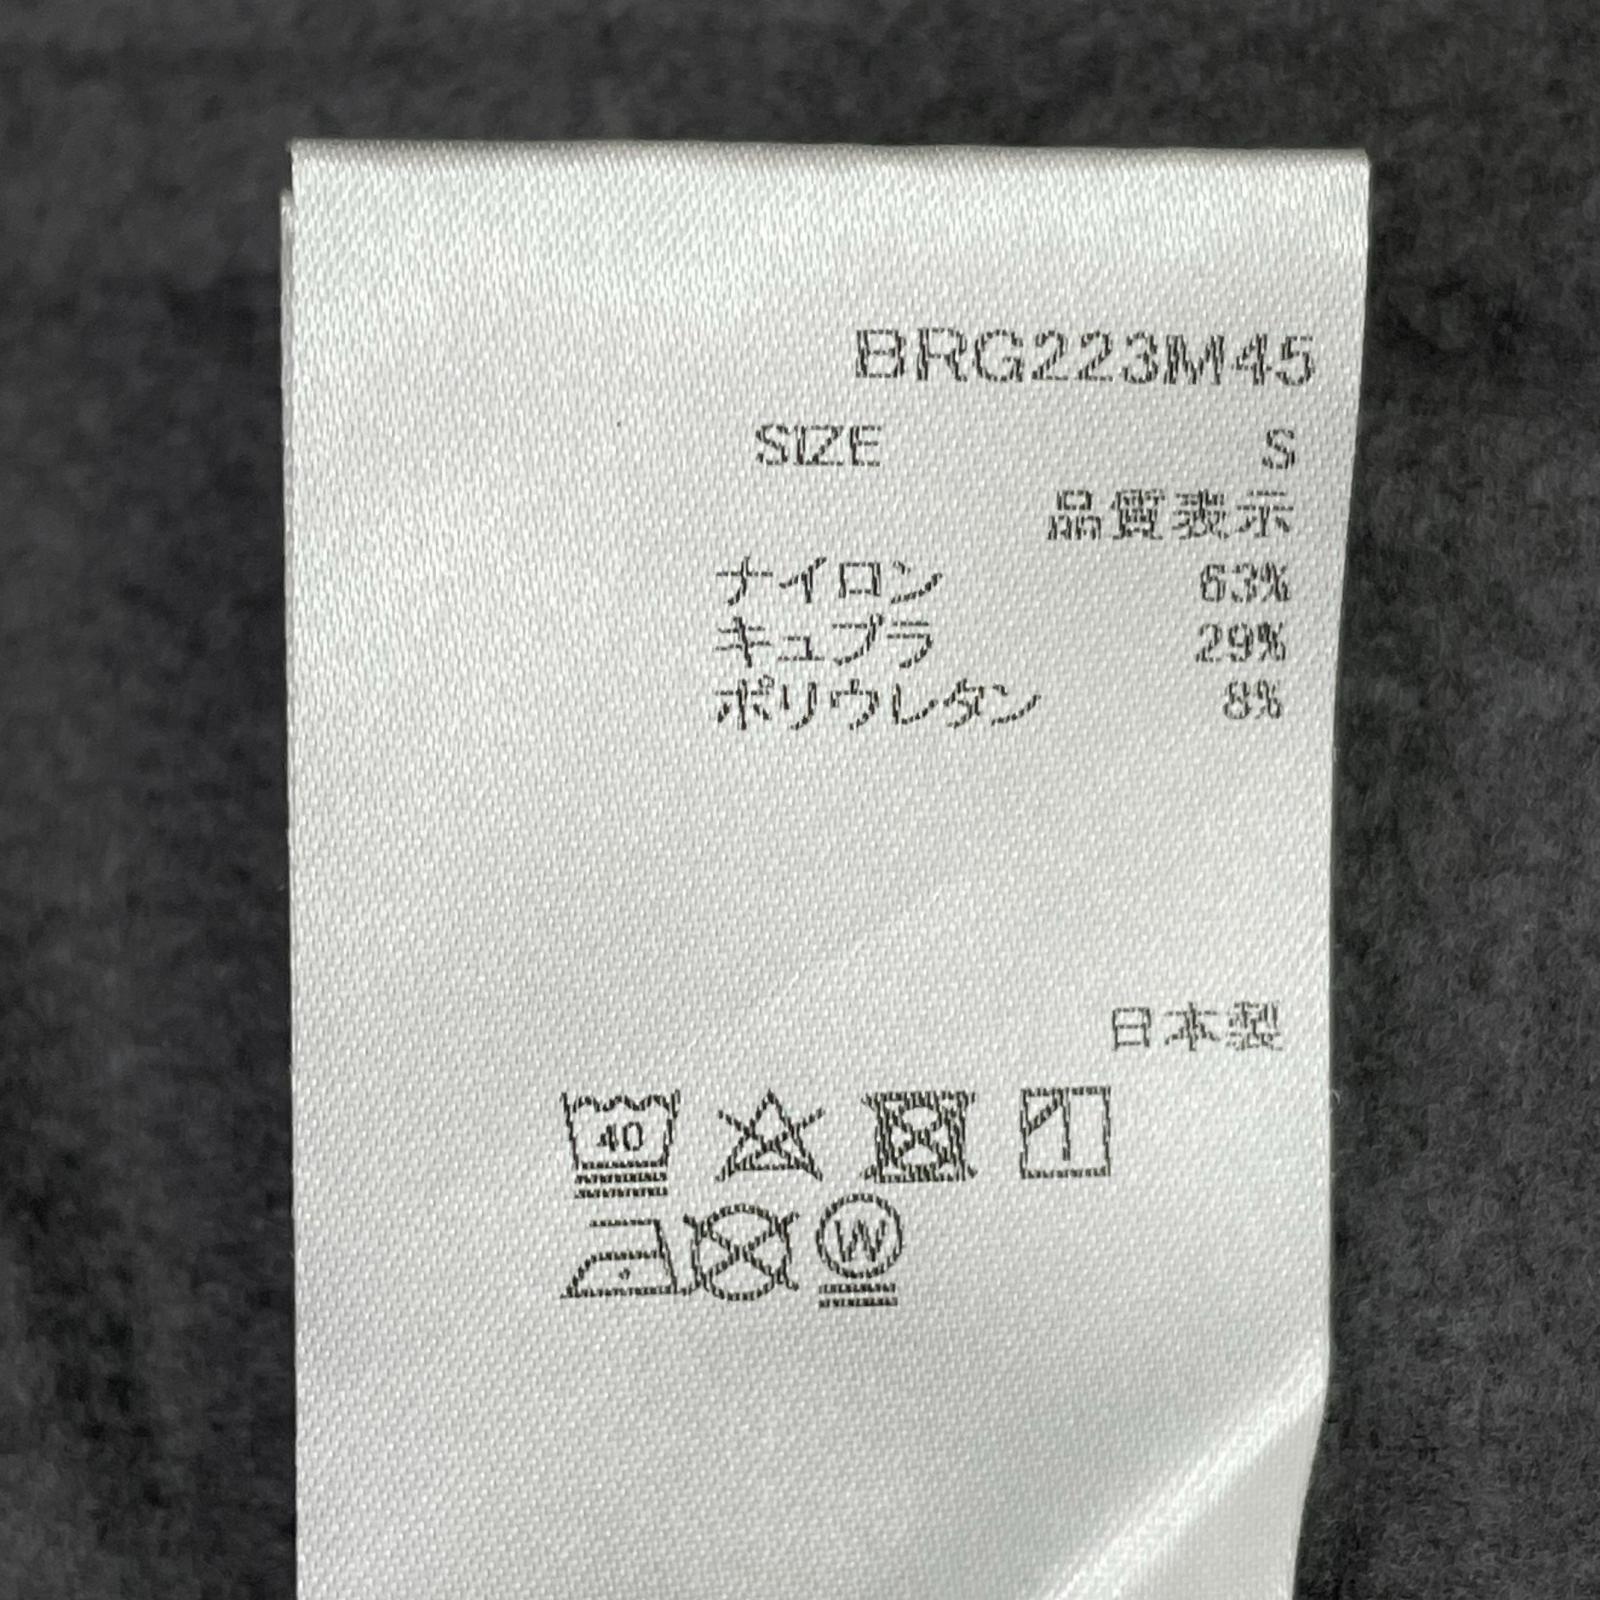 BRG223M45
SIZE S
品質表示
ナイロン 63%
キュプラ 29%
ポリウレタン 8%
日本製
40
W